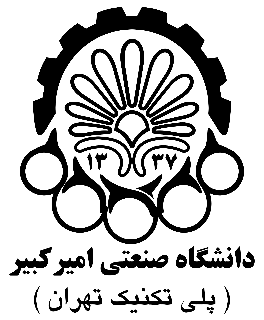 ۱۳ ۳۷
دانشگاه صنعتی امیرکبیر
( پلی تکنیک تهران )